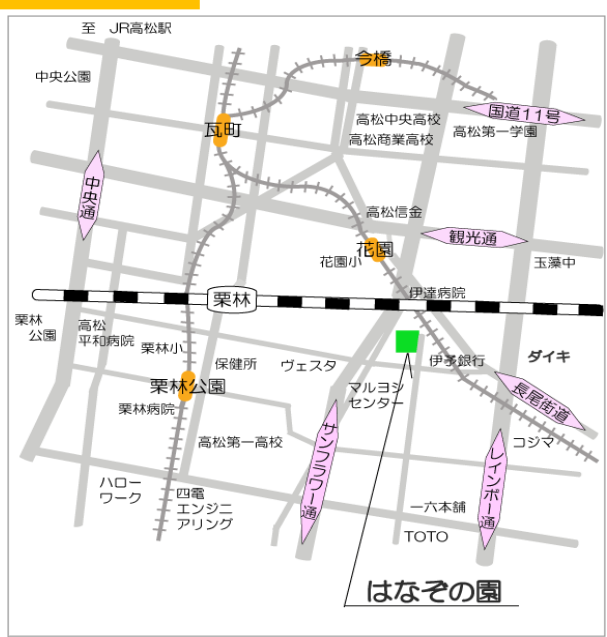 至 JR高松駅
今橋
中央公園
国道11号
高松中央高校
瓦町
高松商業高校
高松第一学園
中央通
高松信金
観光通
花園
花園小
玉藻中
伊達病院
栗林
栗林
公園
高松
平和病院
栗林小
保健所
ヴェスタ
伊予銀行
ダイキ
栗林公園
マルヨシ
センター
長尾街道
栗林病院
高松第一高校
サンフラワー通
レインボー通
コジマ
ハロー
ワーク
四電
エンジニ
アリング
一六本舗
TOTO
はなぞの園